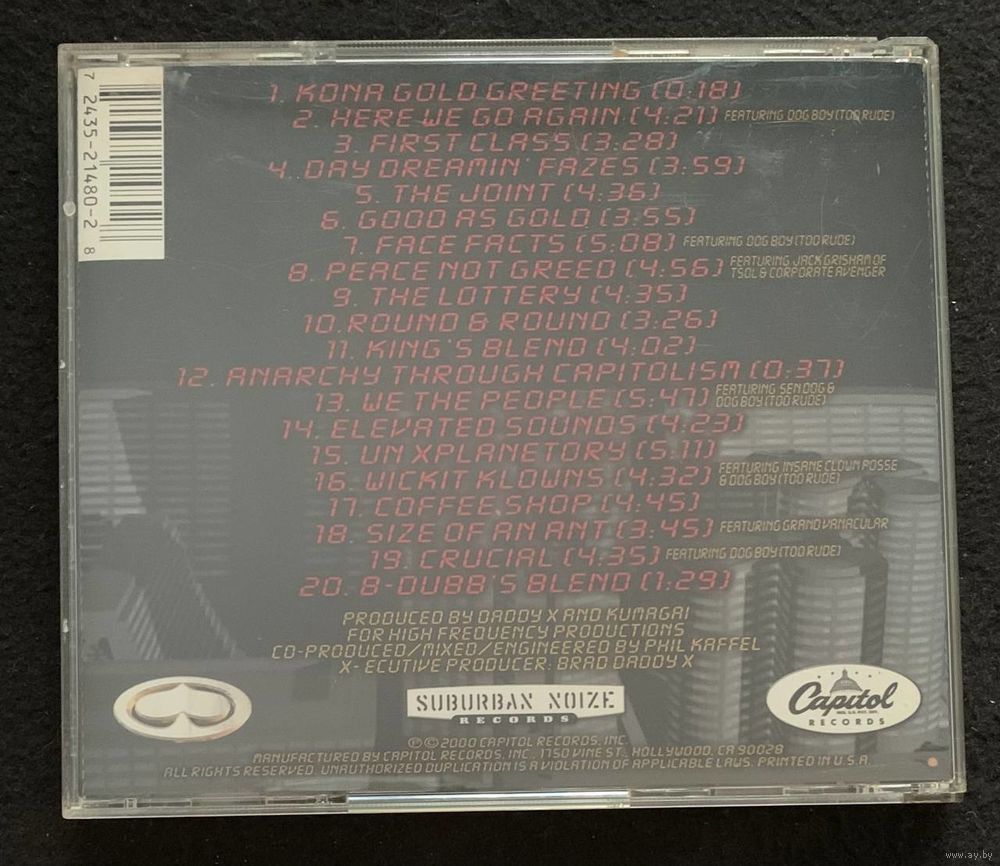 7 2435-21480-2 8
1. KONA GOLD GREETING (0:18)
2. HERE WE GO AGAIN (4:21) FEATURING DOG BOY (TOO RUDE)
3. FIRST CLASS (3:28)
4. DAY DREAMIN' FAZES (3:59)
5. THE JOINT (4:36)
6. GOOD AS GOLD (3:55)
7. FACE FACTS (5:08) FEATURING DOG BOY (TOO RUDE)
8. PEACE NOT GREED (4:56) FEATURING JACK GRISHAM OF
TSOL & CORPORATE AVENGER
9. THE LOTTERY (4:35)
10. ROUND & ROUND (3:26)
11. KING'S BLEND (4:02)
12. ANARCHY THROUGH CAPITOLISM (0:37)
13. WE THE PEOPLE (5:47) FEATURING SEN DOG &
DOG BOY (TOO RUDE)
14. ELEVATED SOUNDS (4:23)
15. UN XPLANETORY (5:11)
16. WICKIT KLOWNS (4:32) FEATURING INSANE CLOWN POSSE
& DOG BOY (TOO RUDE)
17. COFFEE SHOP (4:45)
18. SIZE OF AN ANT (3:45) FEATURING GRAND VANACULAR
19. CRUCIAL (4:35) FEATURING DOG BOY (TOO RUDE)
20. B-DUBB'S BLEND (1:29)
PRODUCED BY DADDY X AND KUMAGAI
FOR HIGH FREQUENCY PRODUCTIONS
CO-PRODUCED/MIXED/ENGINEERED BY PHIL KAFFEL
X- ECUTIVE PRODUCER: BRAD DADDY X
SUBURBAN NOIZE
RECORDS
Capitol
RECORDS
℗ © 2000 CAPITOL RECORDS, INC.
MANUFACTURED BY CAPITOL RECORDS, INC., 1750 VINE ST., HOLLYWOOD, CA 90028
ALL RIGHTS RESERVED. UNAUTHORIZED DUPLICATION IS A VIOLATION OF APPLICABLE LAWS. PRINTED IN U.S.A.
www.ay.by